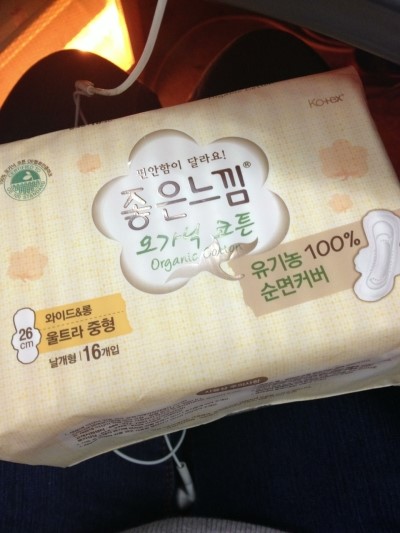 Kotex
편안함이 달라요!
좋은느낌®
오가닉 코튼
Organic Cotton
유기농 100%
순면커버
26
cm
와이드&롱
울트라 중형
날개형 | 16개입